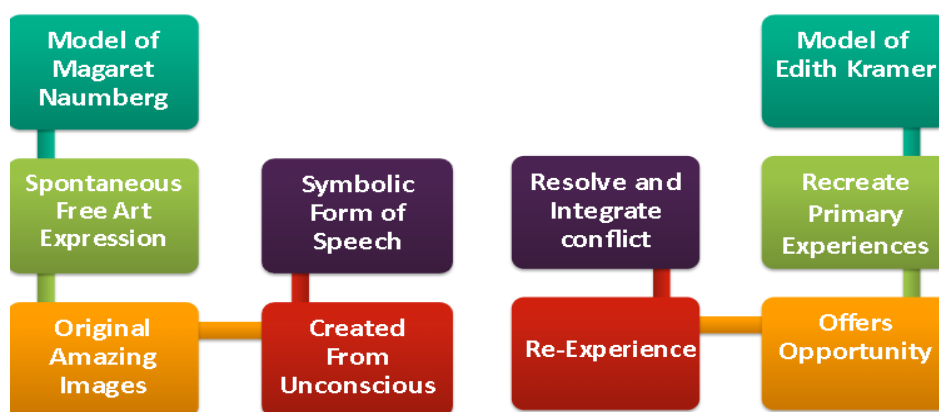 Model of
Magaret
Naumberg
Spontaneous
Free Art
Expression
Original
Amazing
Images
Created
From
Unconscious
Symbolic
Form of
Speech
Model of
Edith Kramer
Recreate
Primary
Experiences
Offers
Opportunity
Re-Experience
Resolve and
Integrate
conflict